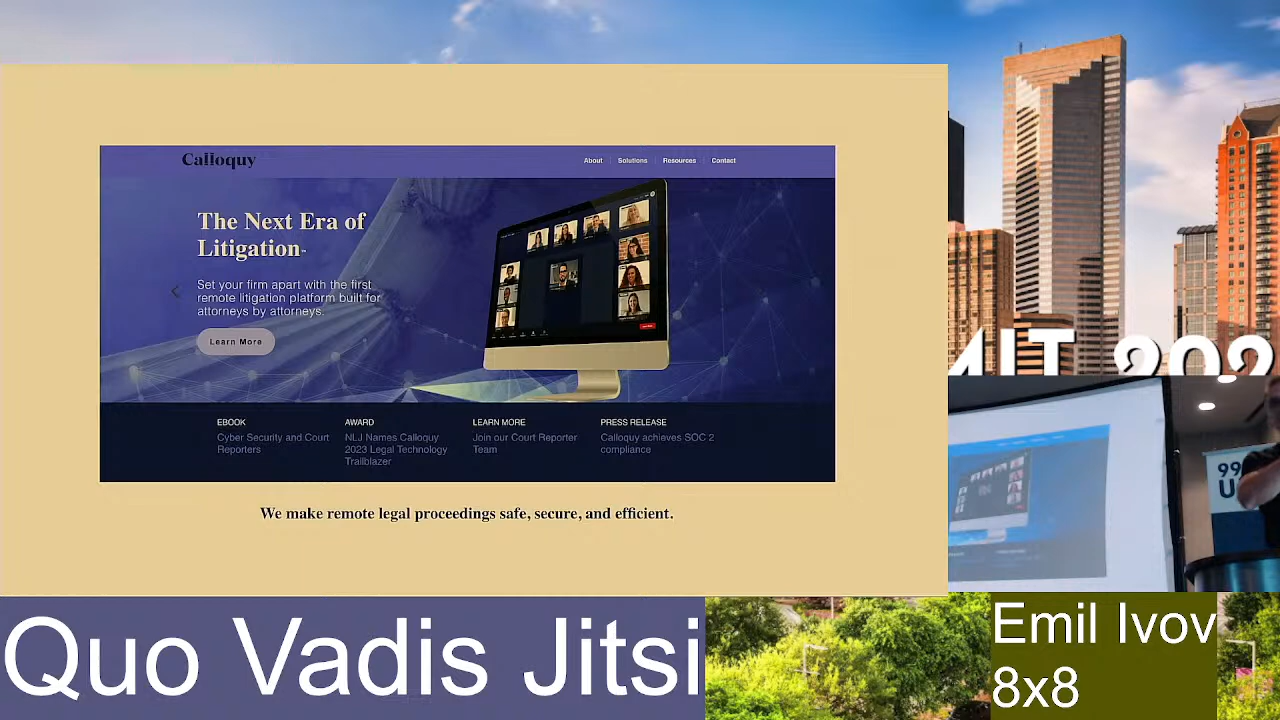 Calloquy
About
Solutions
Resources
Contact
The Next Era of
Litigation-
Set your firm apart with the first
remote litigation platform built for
attorneys by attorneys.
Learn More
EBOOK
Cyber Security and Court
Reporters
AWARD
NLJ Names Calloquy
2023 Legal Technology
Trailblazer
LEARN MORE
Join our Court Reporter
Team
PRESS RELEASE
Calloquy achieves SOC 2
compliance
We make remote legal proceedings safe, secure, and efficient.
99
U
Quo Vadis Jitsi
Emil Ivov
8x8